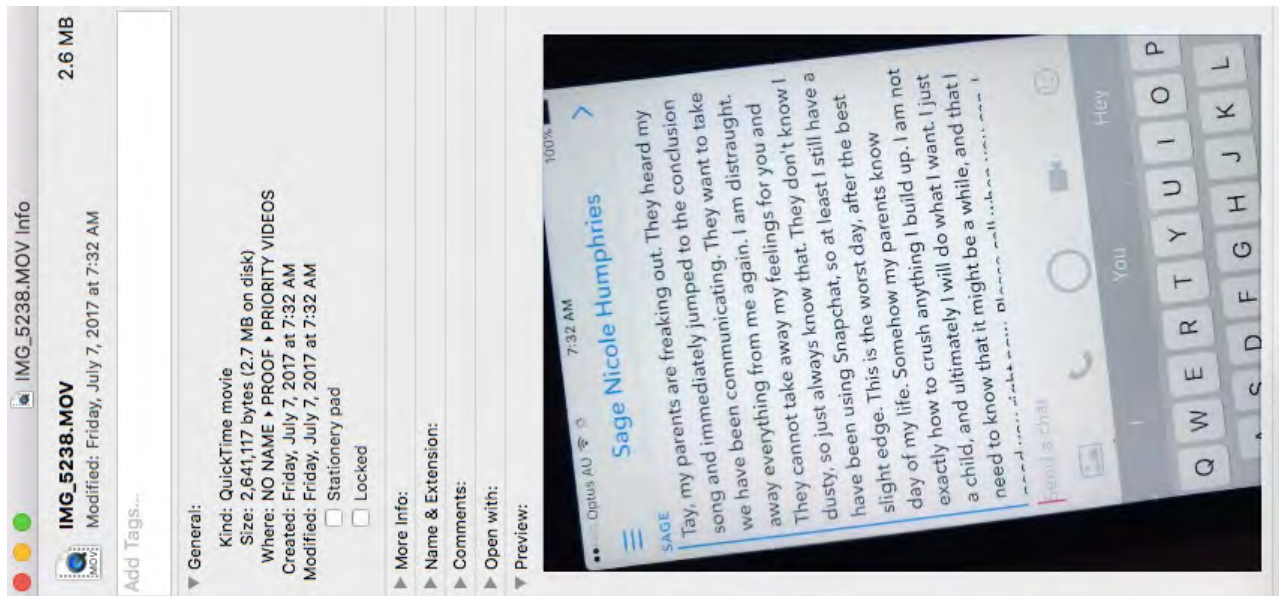 IMG_5238.MOV Info
IMG_5238.MOV
2.6 MB
Modified: Friday, July 7, 2017 at 7:32 AM
Add Tags...
General:
Kind: QuickTime movie
Size: 2,641,117 bytes (2.7 MB on disk)
Where: NO NAME ▸ PROOF ▸ PRIORITY VIDEOS
Created: Friday, July 7, 2017 at 7:32 AM
Modified: Friday, July 7, 2017 at 7:32 AM
Stationery pad
Locked
More Info:
Name & Extension:
Comments:
Open with:
Preview:
Optus AU
7:32 AM
100%
Sage Nicole Humphries
SAGE
Tay, my parents are freaking out. They heard my
song and immediately jumped to the conclusion
we have been communicating. They want to take
away everything from me again. I am distraught.
They cannot take away my feelings for you and
dusty, so just always know that. They don't know I
have been using Snapchat, so at least I still have a
slight edge. This is the worst day, after the best
day of my life. Somehow my parents know
exactly how to crush anything I build up. I am not
a child, and ultimately I will do what I want. I just
need to know that it might be a while, and that I
Please call when you can
Send a chat
I
You
Hey
Q W E R T Y U I O P
A S D F G H J K L